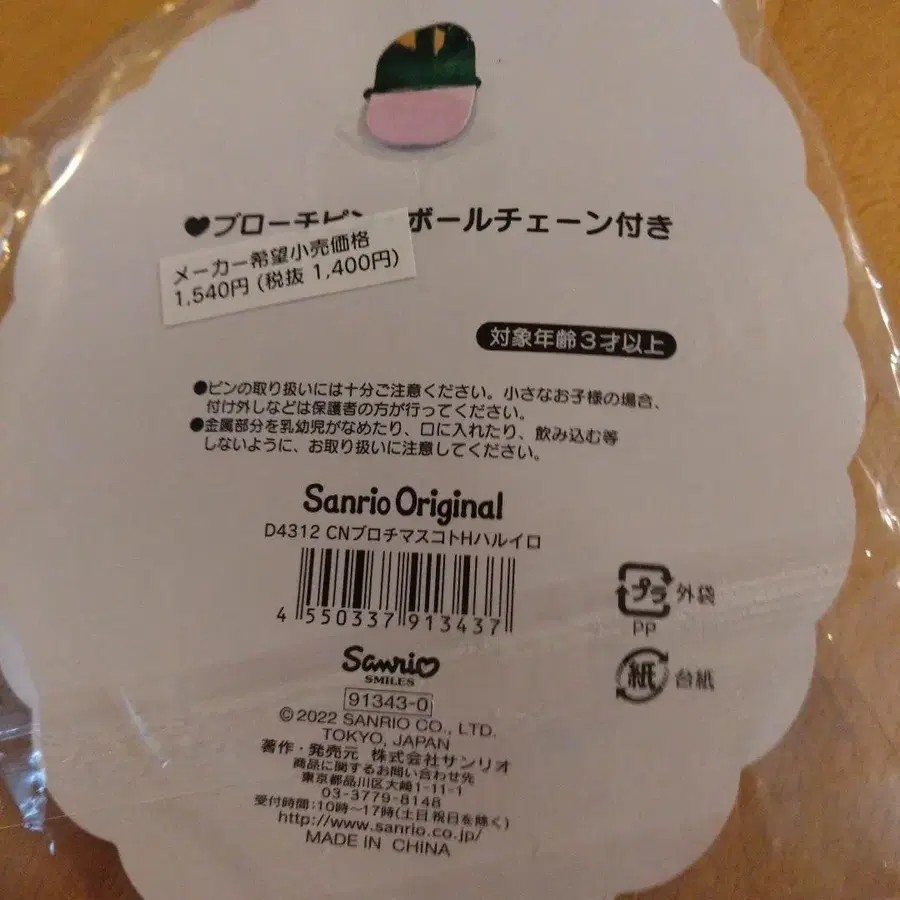 ♥ブローチピン ボールチェーン付き
メーカー希望小売価格
1,540円 (税抜 1,400円)
対象年齢3才以上
●ピンの取り扱いには十分ご注意ください。小さなお子様の場合、
付け外しなどは保護者の方が行ってください。
●金属部分を乳幼児がなめたり、口に入れたり、飲み込む等
しないように、お取り扱いに注意してください。
Sanrio Original
D4312 CNブロチマスコトHハルイロ
4 550337 913437
プラ 外袋
PP
紙 台紙
Sanrio
SMILES
91343-0
©2022 SANRIO CO., LTD.
TOKYO, JAPAN
著作・発売元 株式会社サンリオ
商品に関するお問い合わせ先
東京都品川区大崎1-11-1
03-3779-8148
受付時間:10時〜17時(土日祝日を除く)
http://www.sanrio.co.jp/
MADE IN CHINA